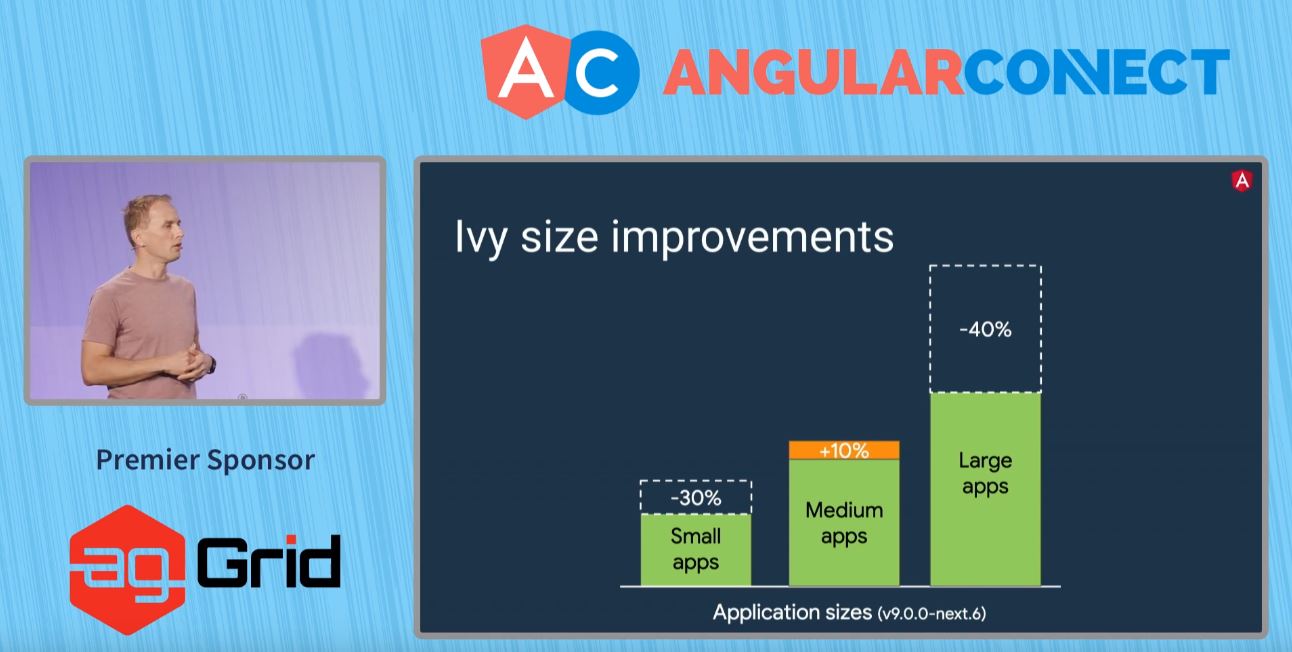 AC ANGULARCONNECT
A
Ivy size improvements
-40%
+10%
-30%
Large
apps
Medium
apps
Small
apps
Application sizes (v9.0.0-next.6)
Premier Sponsor
ag Grid